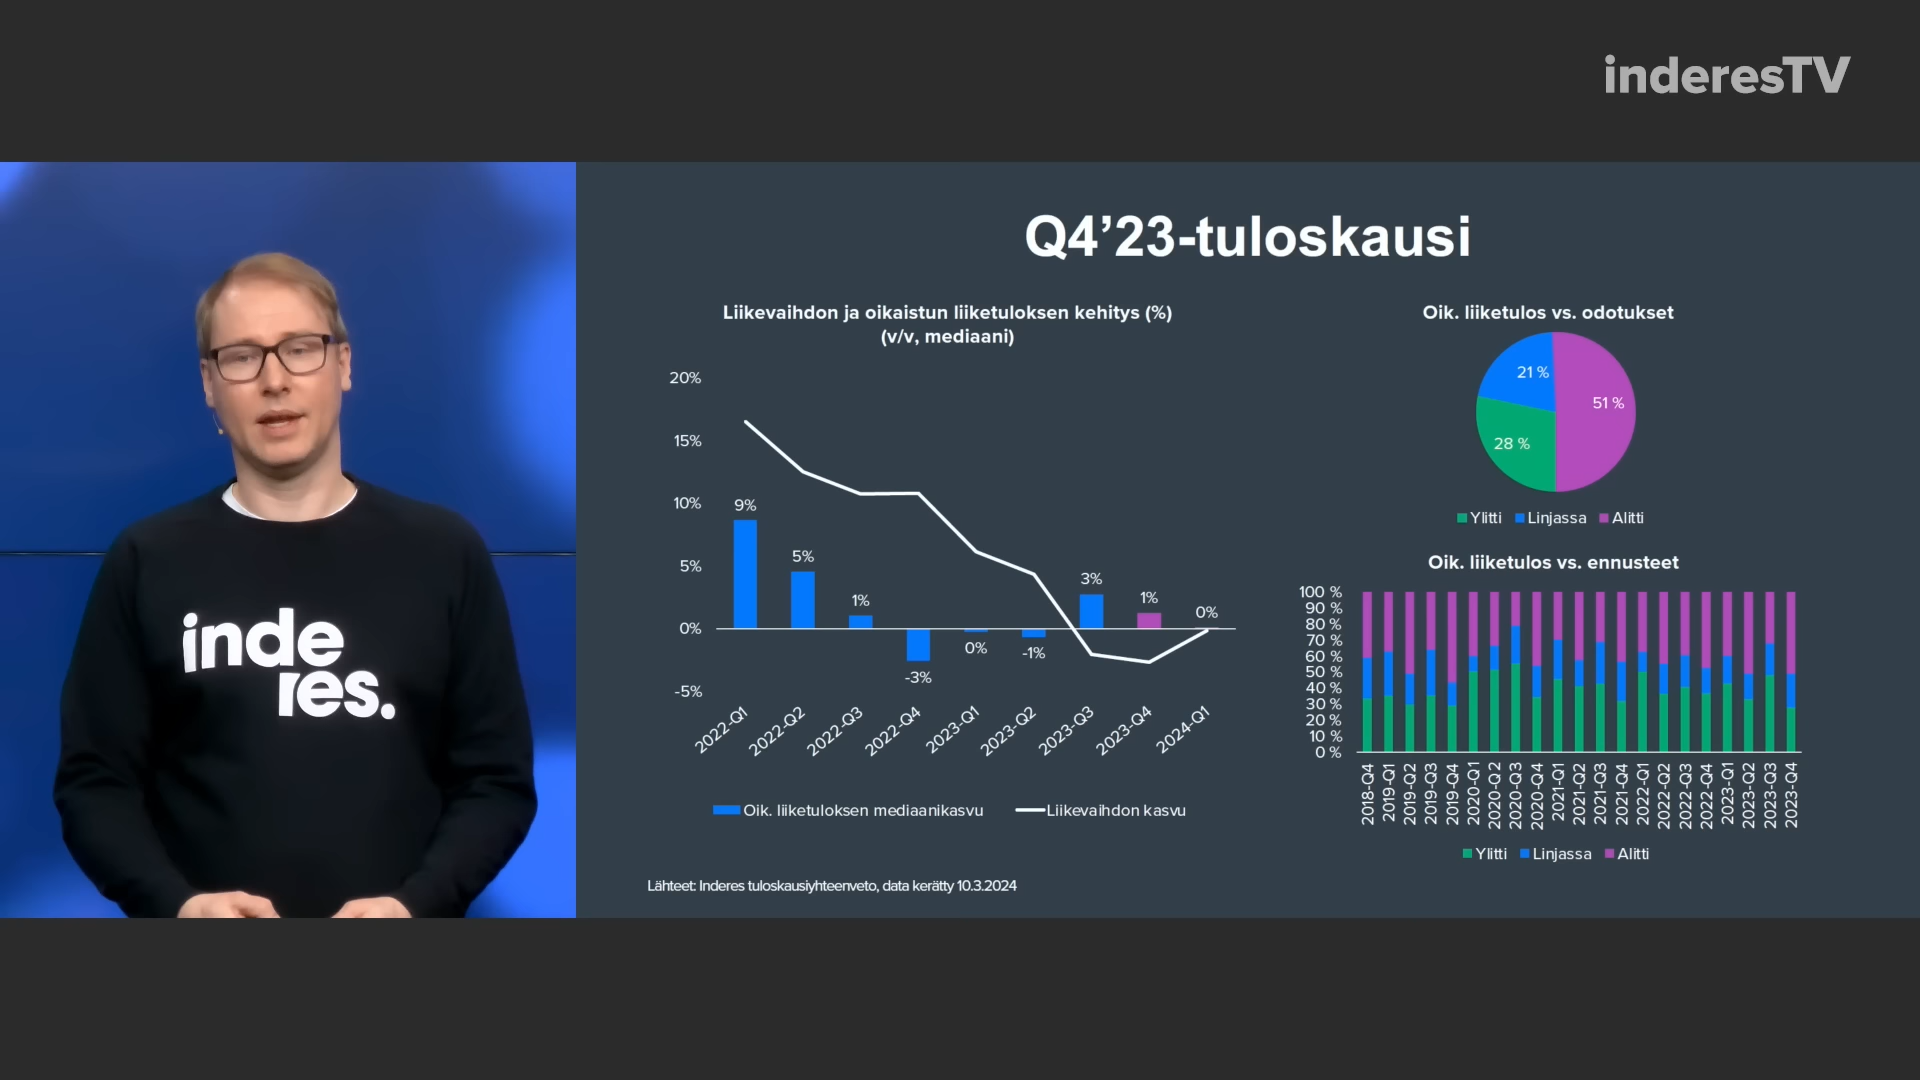 inderesTV
inde
res.
Q4’23-tuloskausi
Liikevaihdon ja oikaistun liiketuloksen kehitys (%)
(v/v, mediaani)
20%
15%
10%
5%
0%
-5%
9%
5%
1%
-3%
0%
-1%
3%
1%
0%
2022-Q1
2022-Q2
2022-Q3
2022-Q4
2023-Q1
2023-Q2
2023-Q3
2023-Q4
2024-Q1
Oik. liiketuloksen mediaanikasvu
Liikevaihdon kasvu
Lähteet: Inderes tuloskausiyhteenveto, data kerätty 10.3.2024
Oik. liiketulos vs. odotukset
21 %
51 %
28 %
Ylitti Linjassa Alitti
Oik. liiketulos vs. ennusteet
100 %
90 %
80 %
70 %
60 %
50 %
40 %
30 %
20 %
10 %
0 %
2018-Q4
2019-Q1
2019-Q2
2019-Q3
2019-Q4
2020-Q1
2020-Q2
2020-Q3
2020-Q4
2021-Q1
2021-Q2
2021-Q3
2021-Q4
2022-Q1
2022-Q2
2022-Q3
2022-Q4
2023-Q1
2023-Q2
2023-Q3
2023-Q4
Ylitti Linjassa Alitti